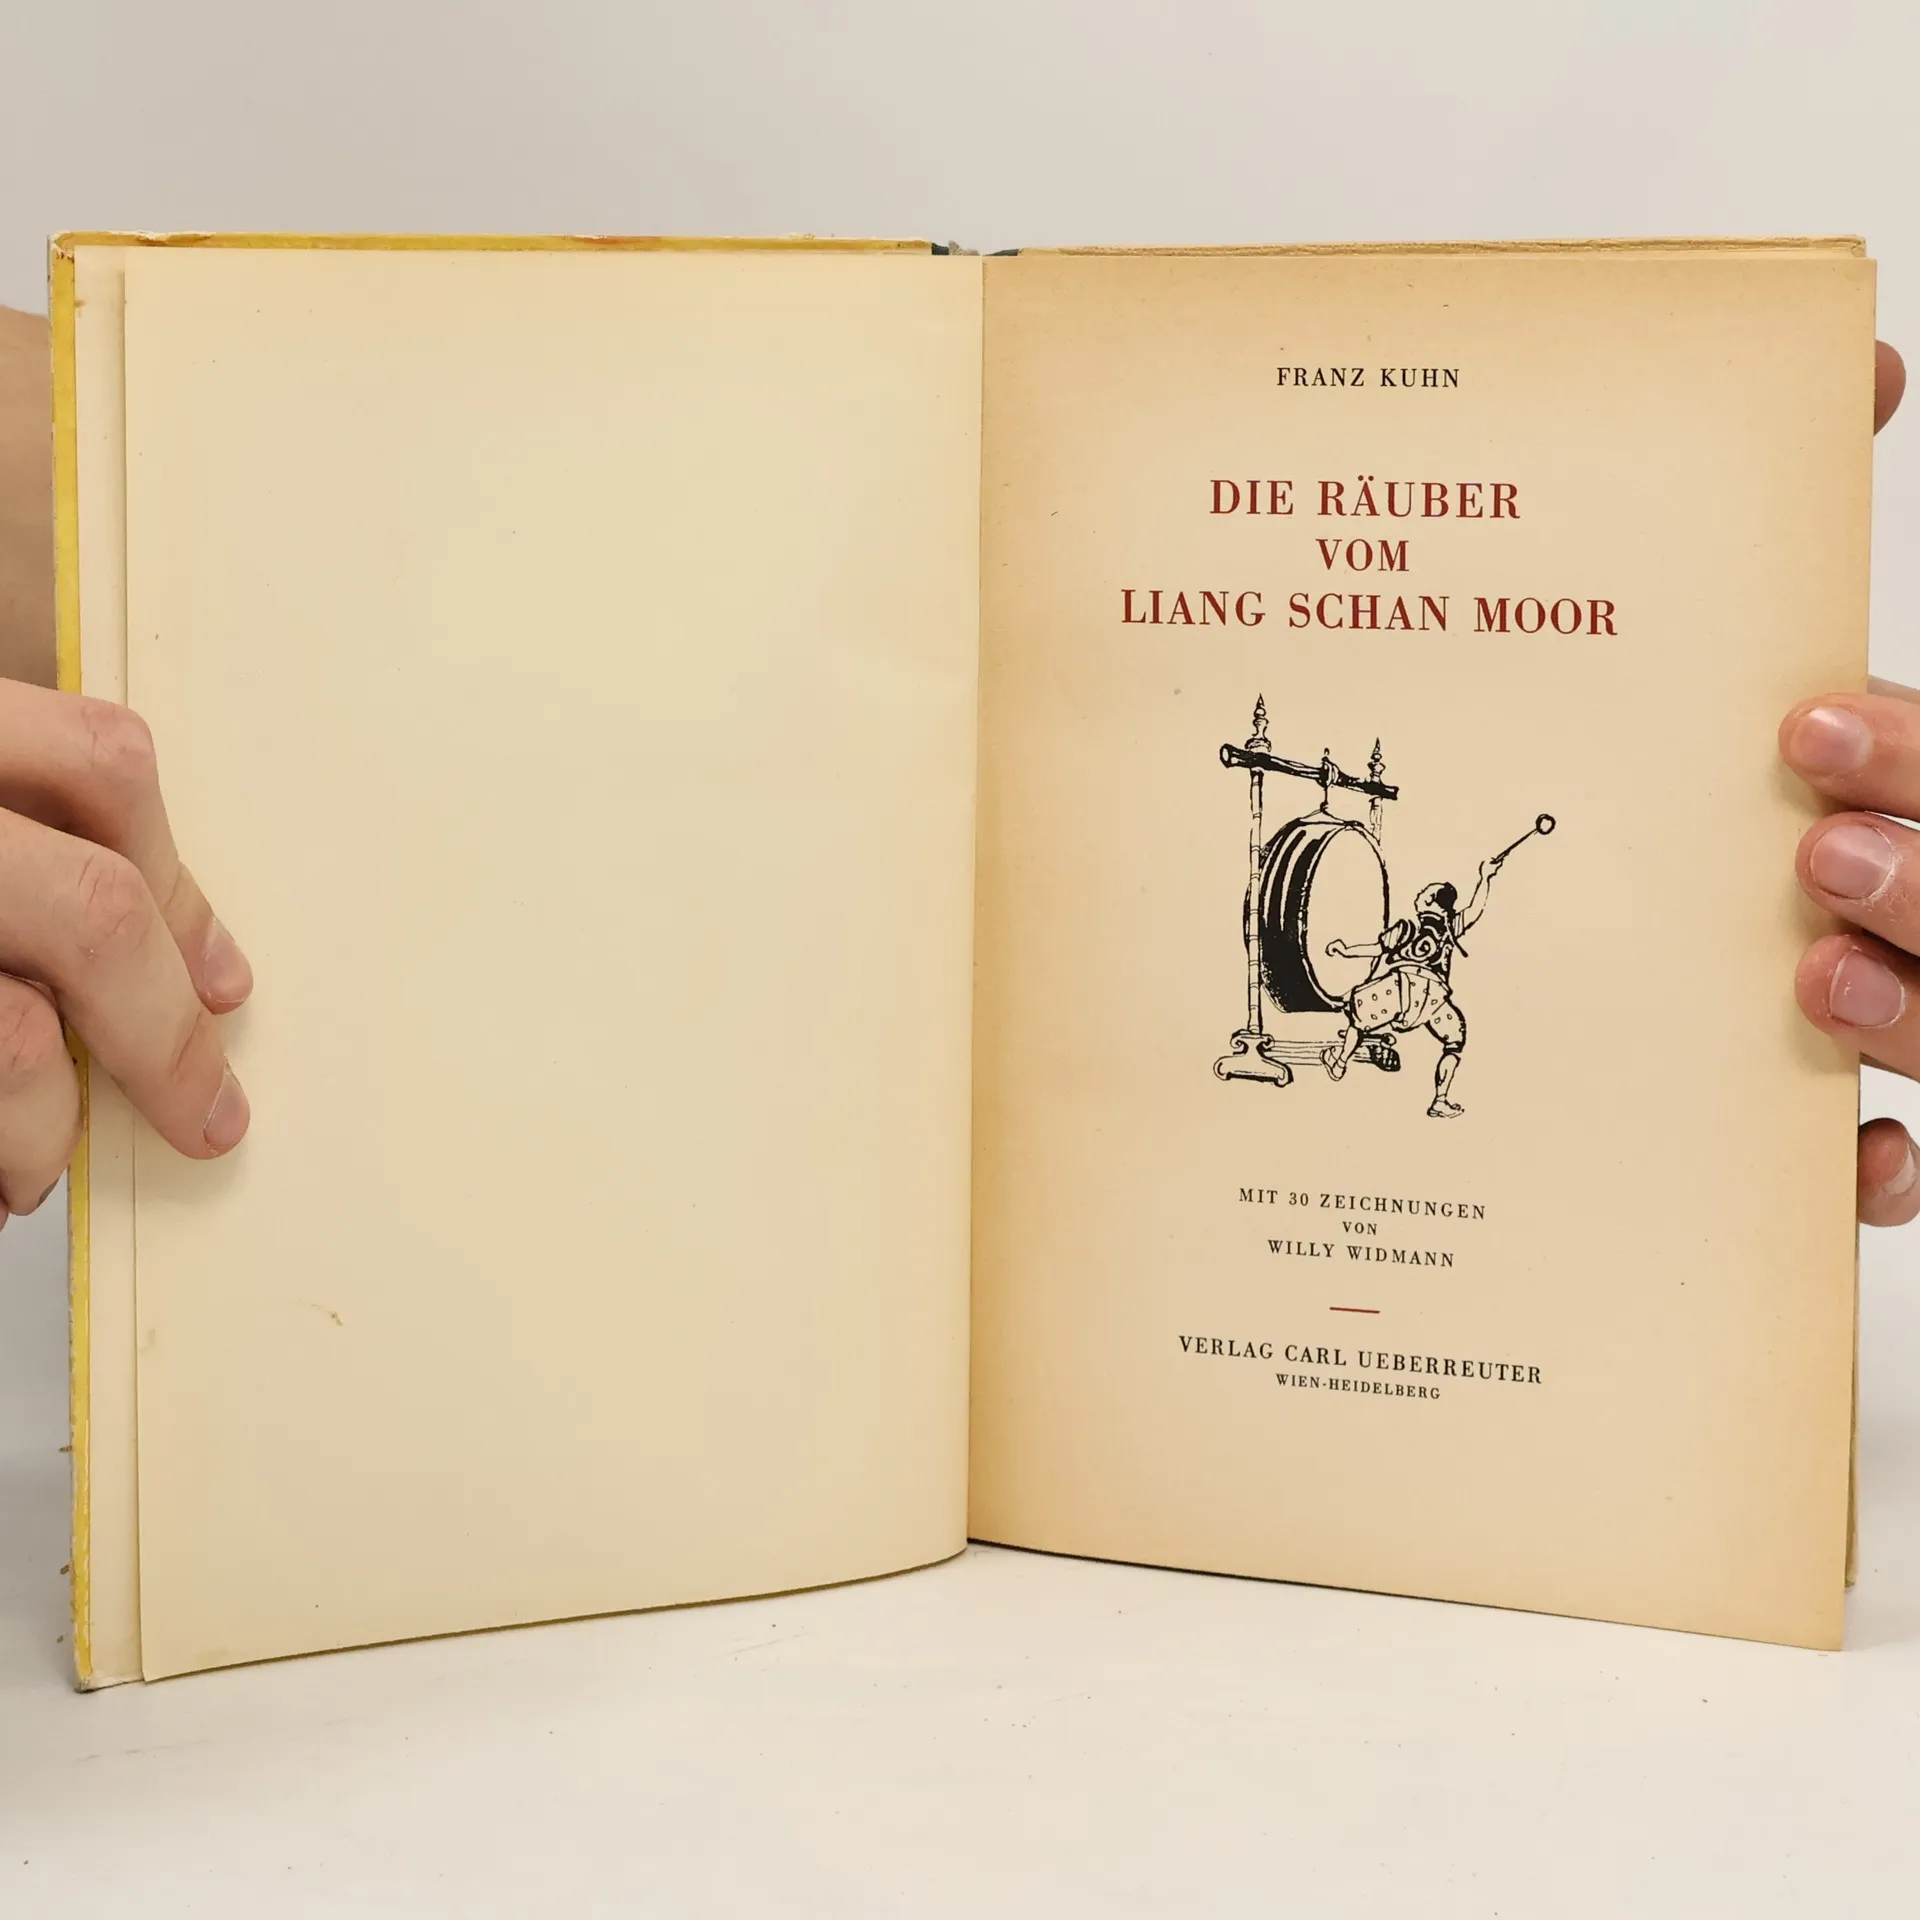 FRANZ KUHN
DIE RÄUBER
VOM
LIANG SCHAN MOOR
MIT 30 ZEICHNUNGEN
VON
WILLY WIDMANN
VERLAG CARL UEBERREUTER
WIEN-HEIDELBERG